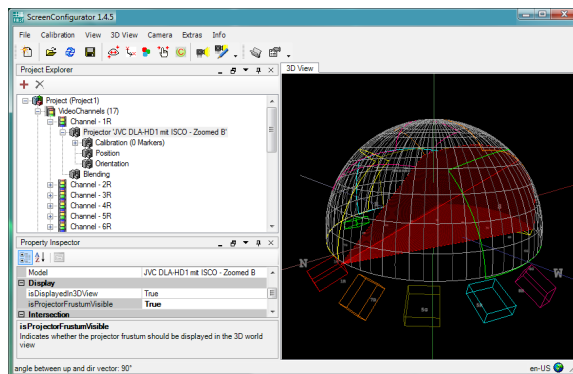 ScreenConfigurator 1.4.5
File Calibration View 3D View Camera Extras Info
Project Explorer
3D View
Project (Project1)
VideoChannels (17)
Channel - 1R
Projector 'JVC DLA-HD1 mit ISCO - Zoomed B'
Calibration (0 Markers)
Position
Orientation
Blending
Channel - 2R
Channel - 3R
Channel - 4R
Channel - 5R
Channel - 6R
N
W
Property Inspector
Model JVC DLA-HD1 mit ISCO - Zoomed B
Display
isDisplayedIn3DView True
isProjectorFrustumVisible True
Intersection
isProjectorFrustumVisible
Indicates whether the projector frustum should be displayed in the 3D world
view
angle between up and dir vector: 90°
en-US